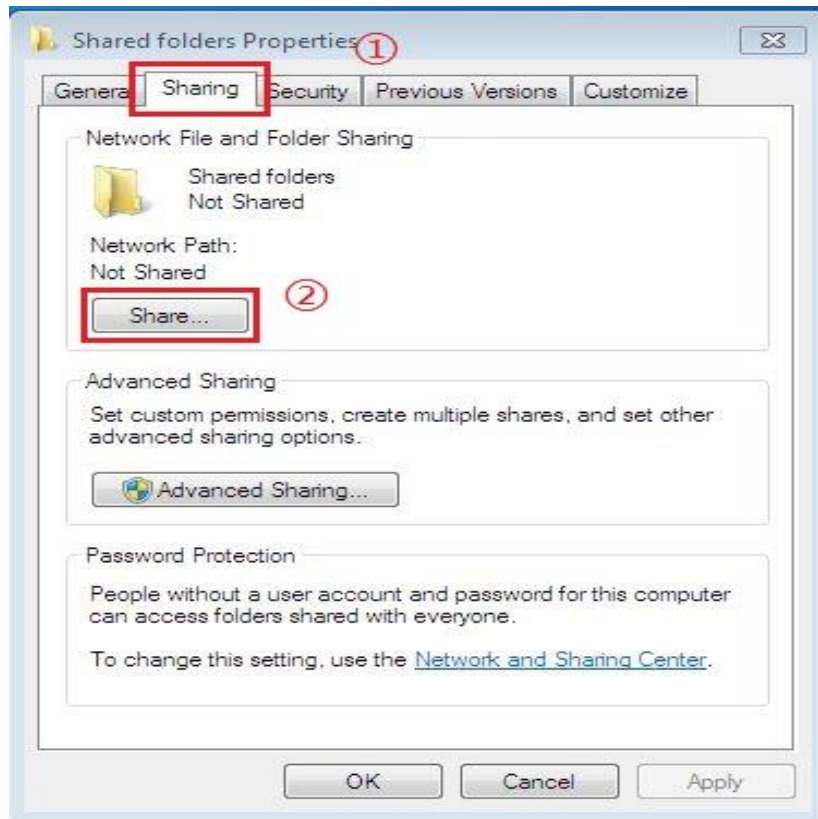 Shared folders Properties
①
General Sharing Security Previous Versions Customize
Network File and Folder Sharing
Shared folders
Not Shared
Network Path:
Not Shared
②
Share...
Advanced Sharing
Set custom permissions, create multiple shares, and set other
advanced sharing options.
Advanced Sharing...
Password Protection
People without a user account and password for this computer
can access folders shared with everyone.
To change this setting, use the Network and Sharing Center.
OK Cancel Apply